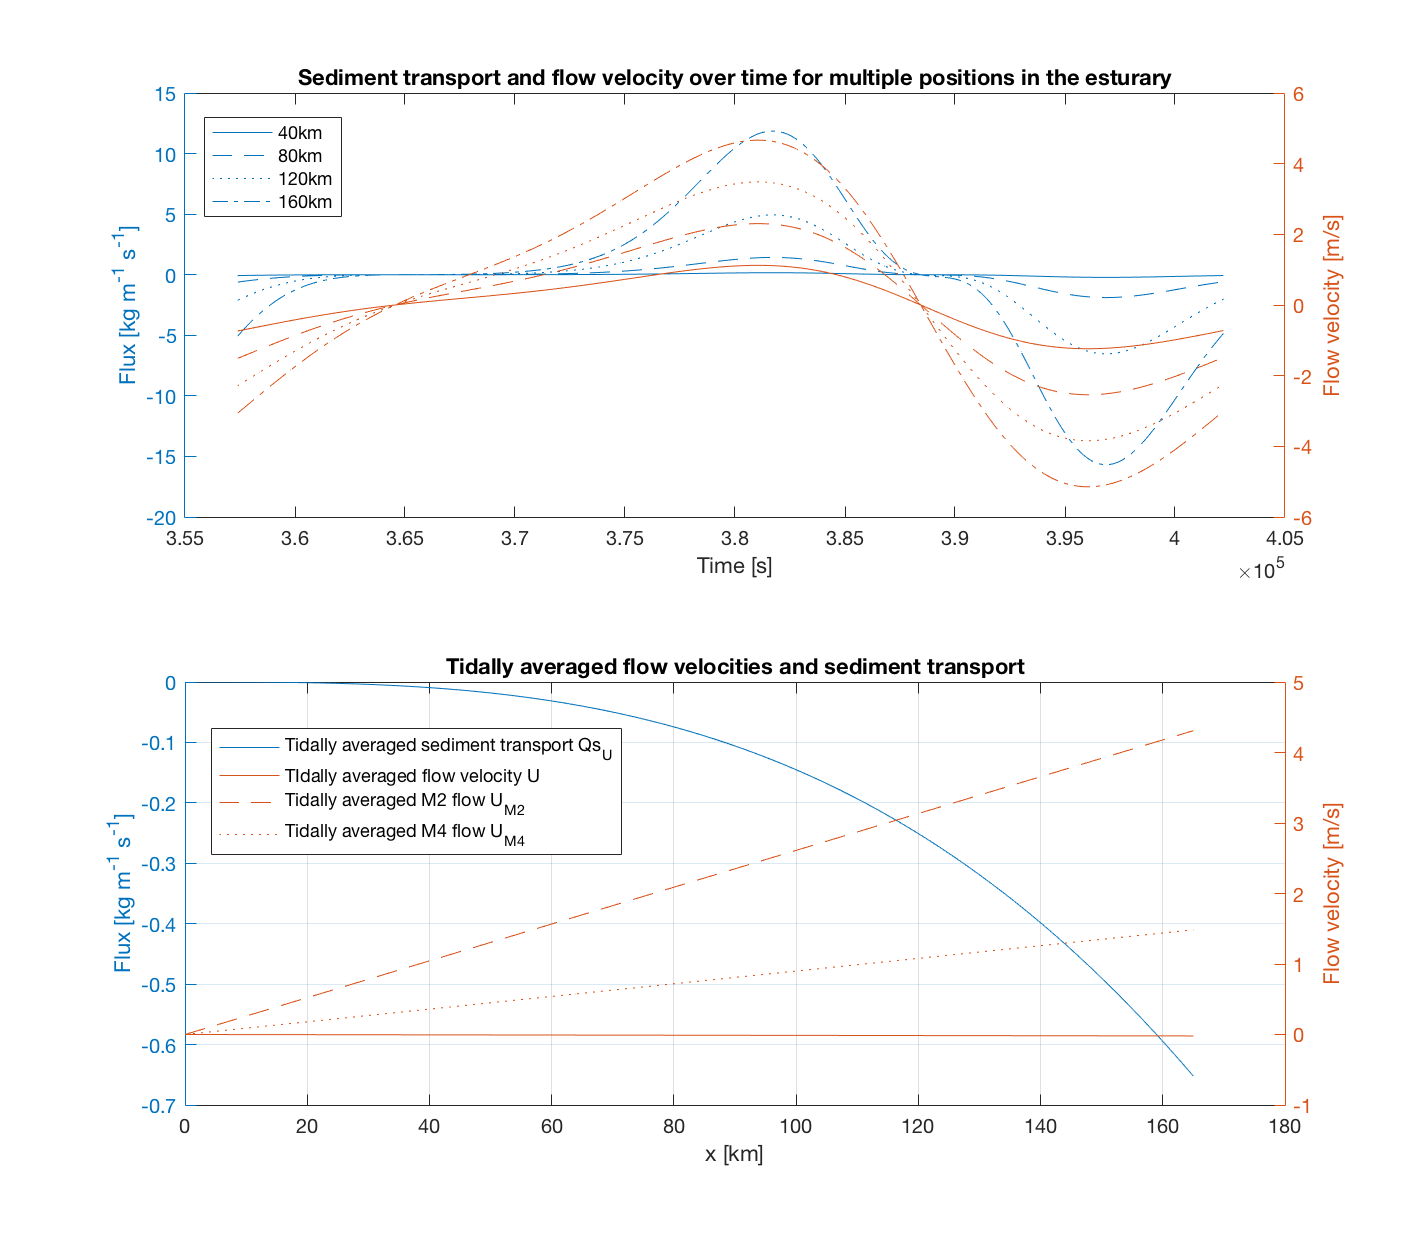 Sediment transport and flow velocity over time for multiple positions in the esturary
15
10
5
0
-5
-10
-15
-20
Flux [kg m-1 s-1]
40km
80km
120km
160km
6
4
2
0
-2
-4
-6
Flow velocity [m/s]
3.55 3.6 3.65 3.7 3.75 3.8 3.85 3.9 3.95 4 4.05
Time [s]
×10^5
Tidally averaged flow velocities and sediment transport
0
-0.1
-0.2
-0.3
-0.4
-0.5
-0.6
-0.7
Flux [kg m-1 s-1]
Tidally averaged sediment transport QsU
TIdally averaged flow velocity U
Tidally averaged M2 flow UM2
Tidally averaged M4 flow UM4
5
4
3
2
1
0
-1
Flow velocity [m/s]
0 20 40 60 80 100 120 140 160 180
x [km]